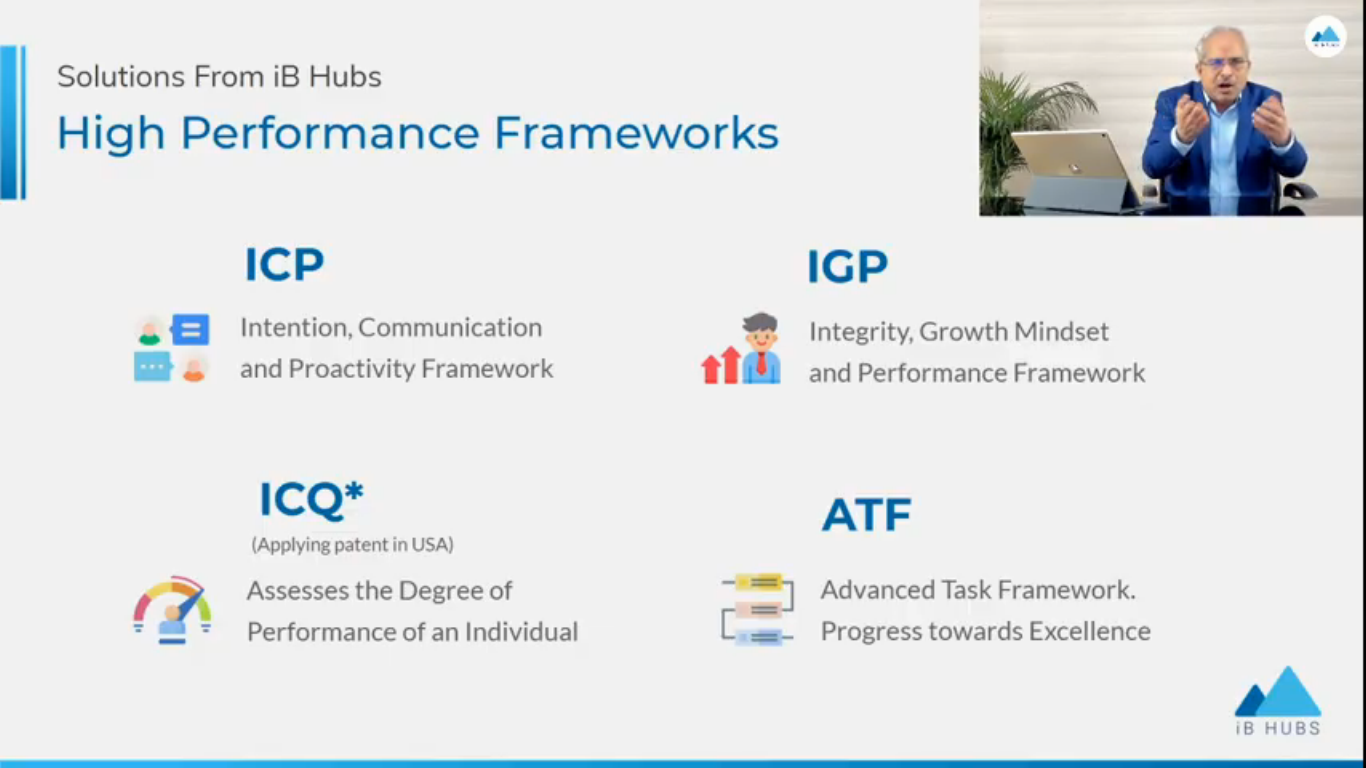 Solutions From iB Hubs
High Performance Frameworks
ICP
Intention, Communication
and Proactivity Framework
IGP
Integrity, Growth Mindset
and Performance Framework
ICQ*
(Applying patent in USA)
Assesses the Degree of
Performance of an Individual
ATF
Advanced Task Framework.
Progress towards Excellence
iB HUBS